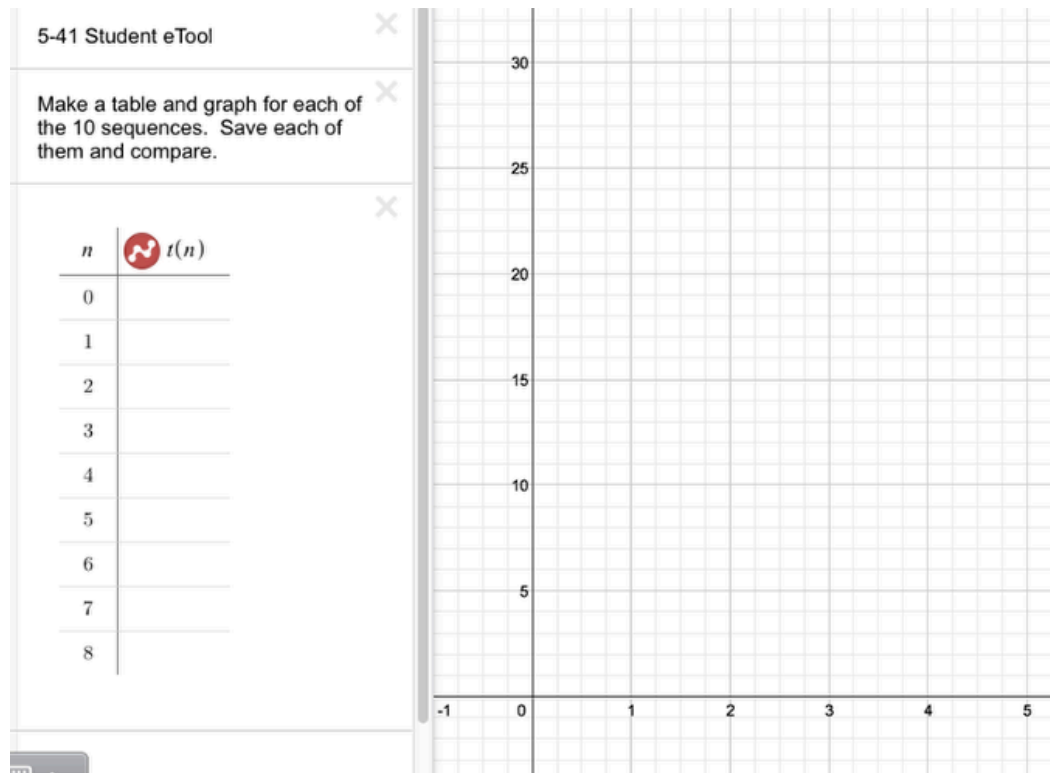 5-41 Student eTool
Make a table and graph for each of
the 10 sequences.  Save each of
them and compare.
n t(n)
0
1
2
3
4
5
6
7
8
30
25
20
15
10
5
-1 0 1 2 3 4 5